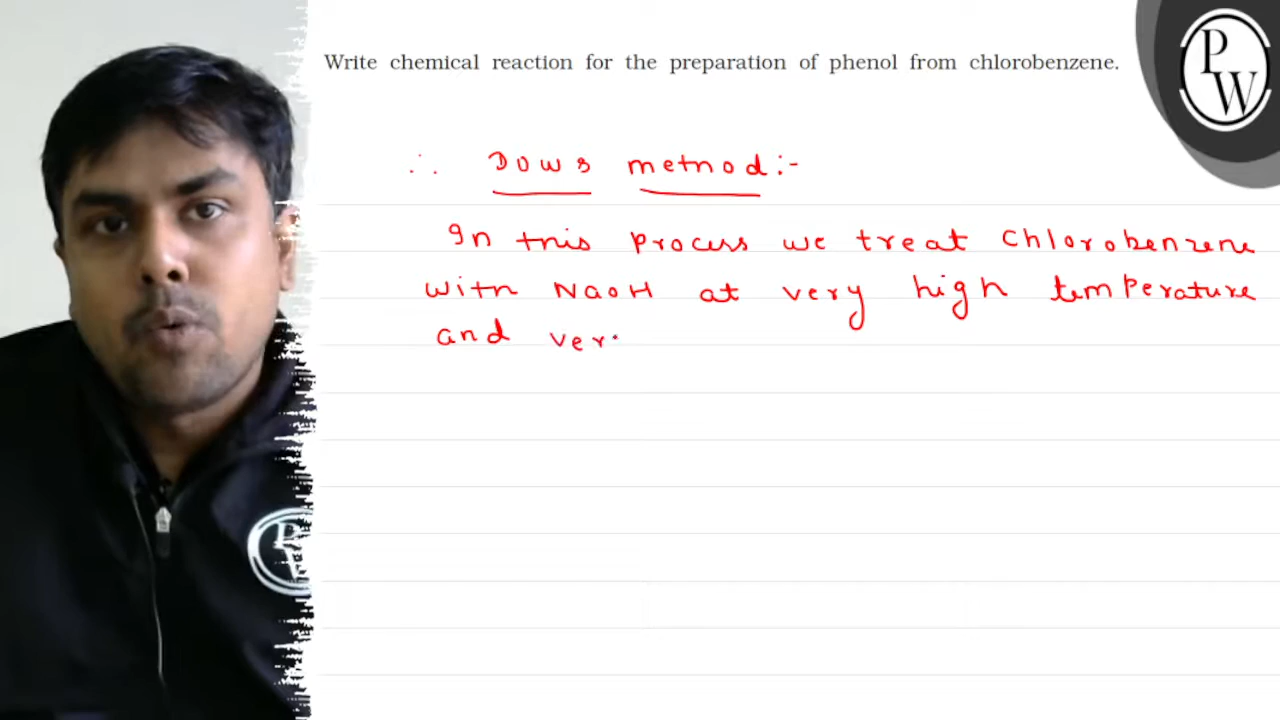 Write chemical reaction for the preparation of phenol from chlorobenzene.
P
W
∴ Dows method:-
In this process we treat Chlorobenzene
with NaOH at very high temperature
and ver
P
W